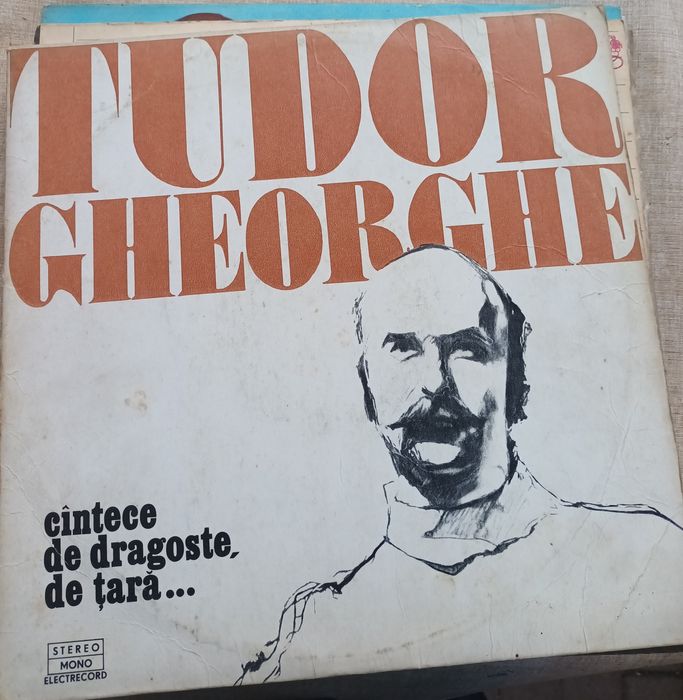 TUDOR
GHEORGHE
cîntece
de dragoste,
de țară...
STEREO
MONO
ELECTRECORD